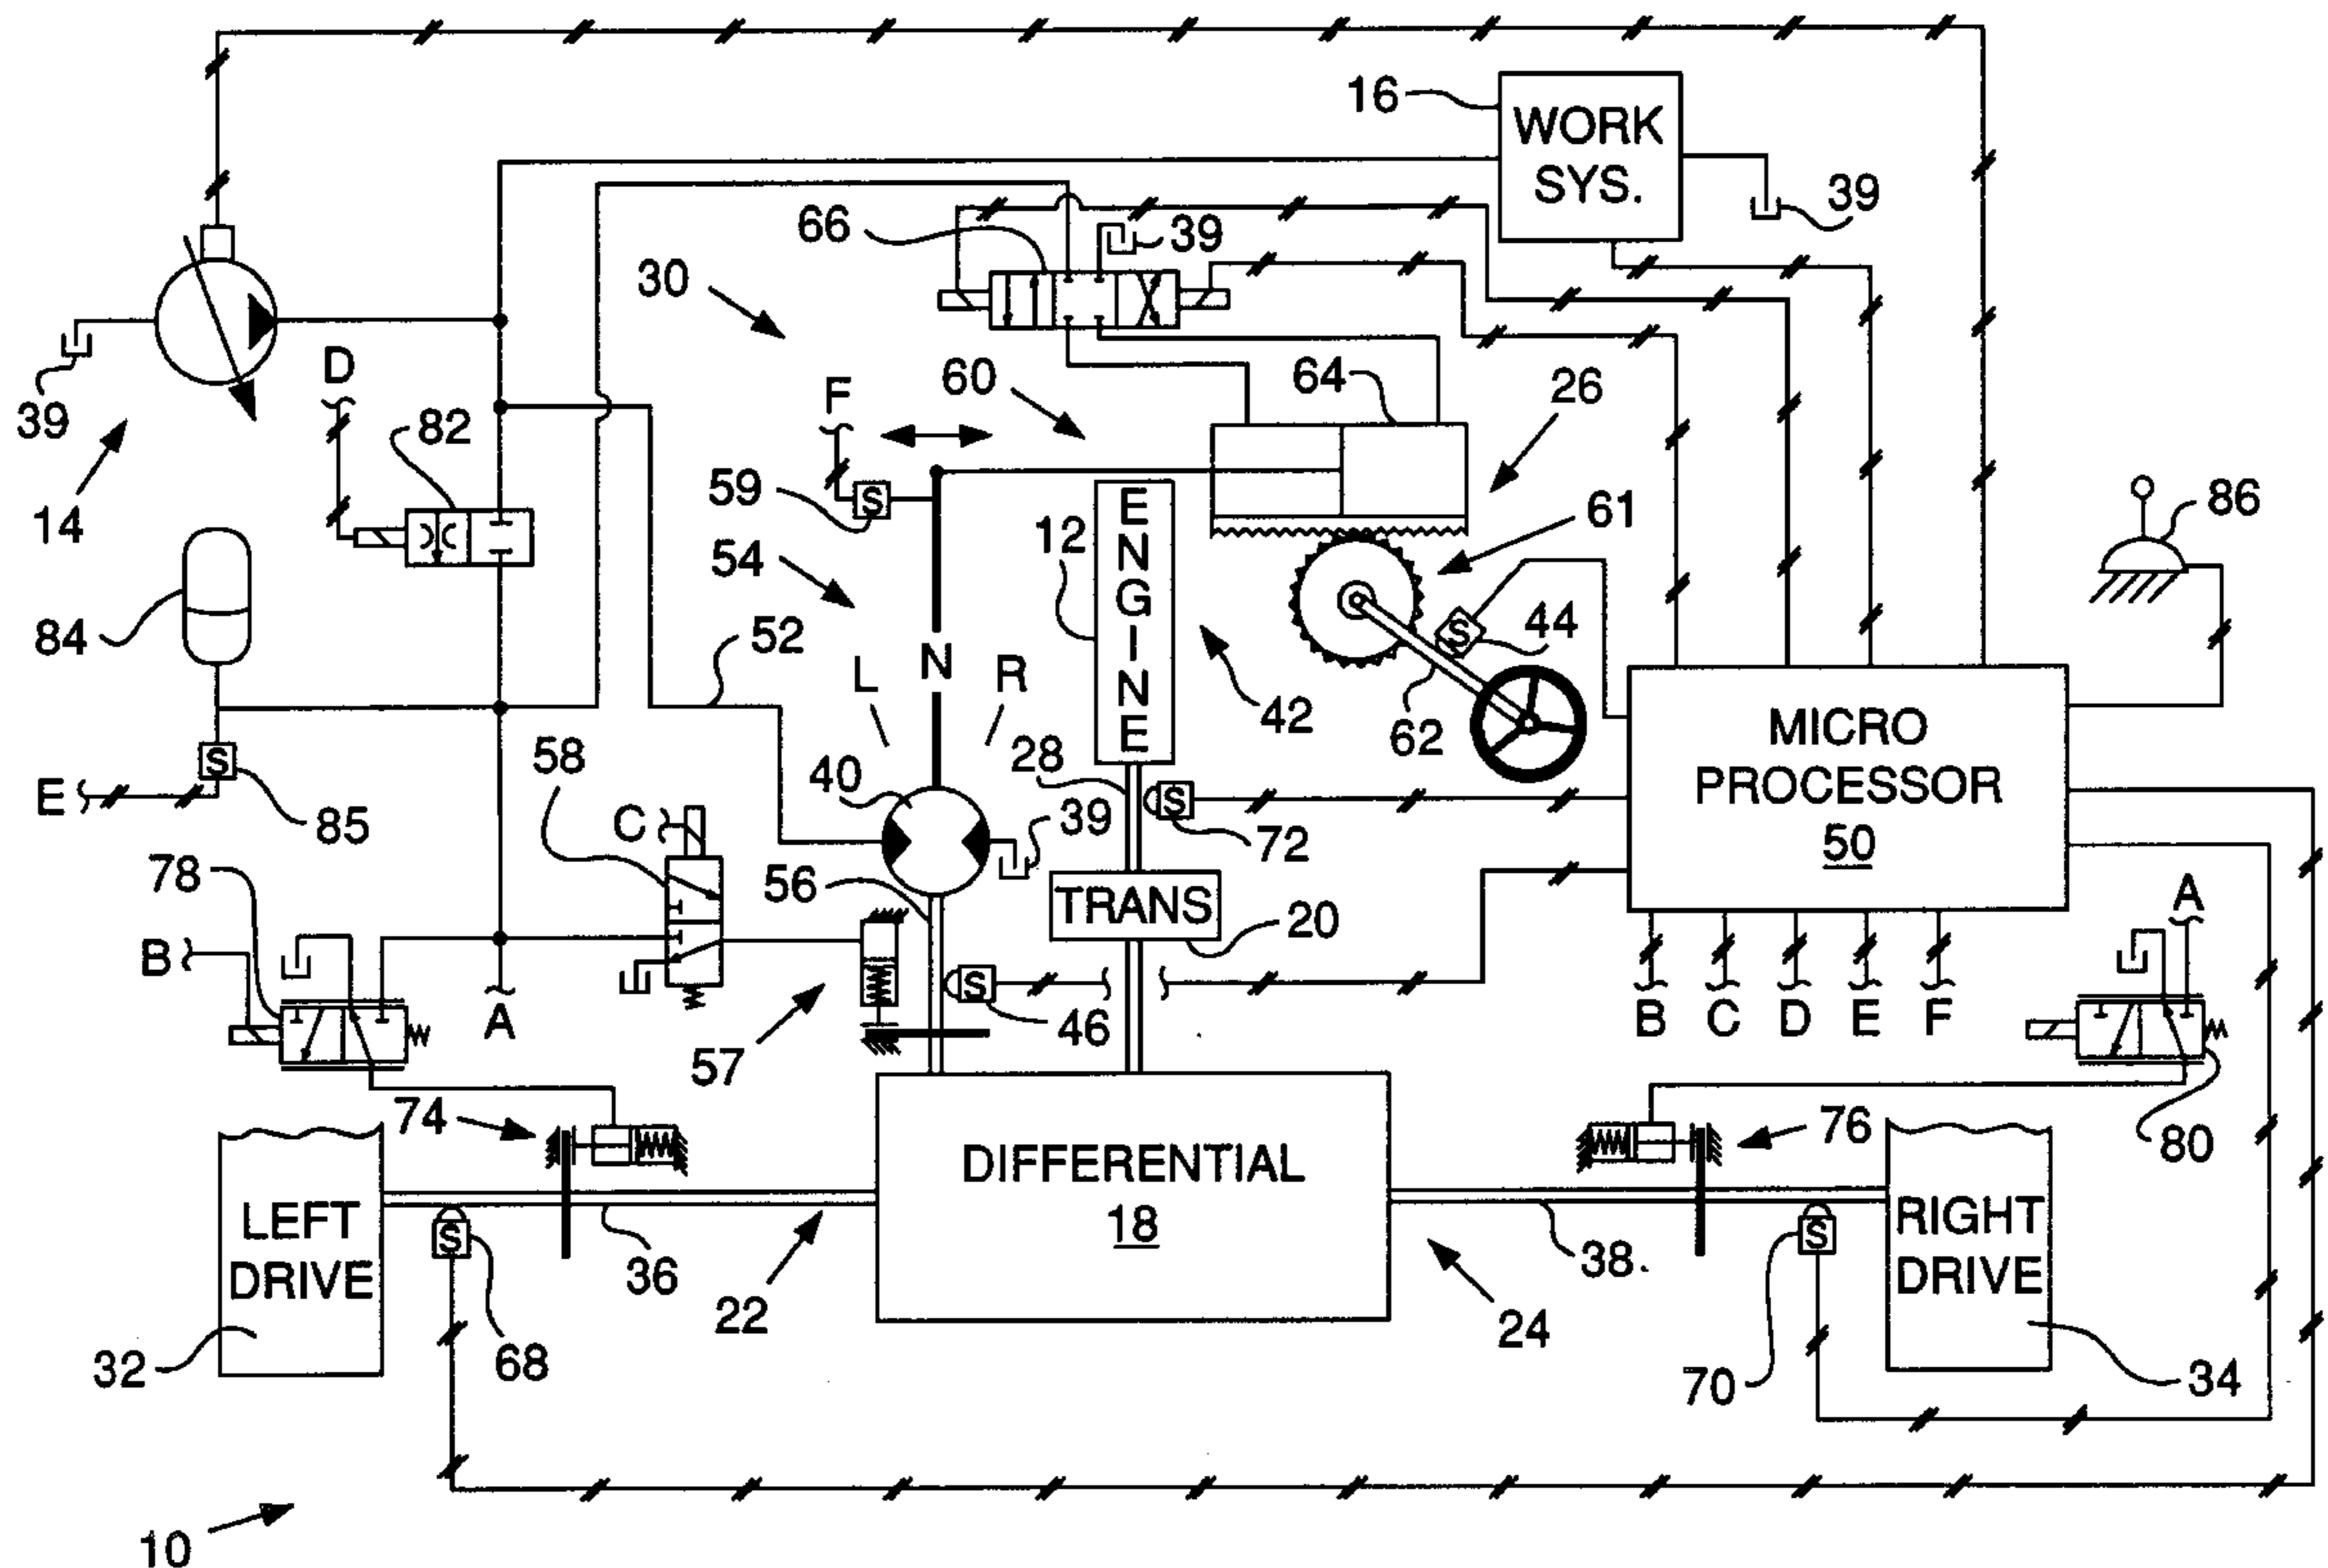 16
WORK
SYS.
39
66
39
30
D
39
82
14
F
60
64
26
59
54
12
ENGINE
61
86
84
52
L
N
R
44
42
62
28
58
40
MICRO
PROCESSOR
50
S
E
85
C
39
S
72
78
56
TRANS
20
A
B
A
S
46
B
C
D
E
F
57
74
76
80
DIFFERENTIAL
18
LEFT
DRIVE
S
36
22
38
24
S
RIGHT
DRIVE
32
68
70
34
10
S
S